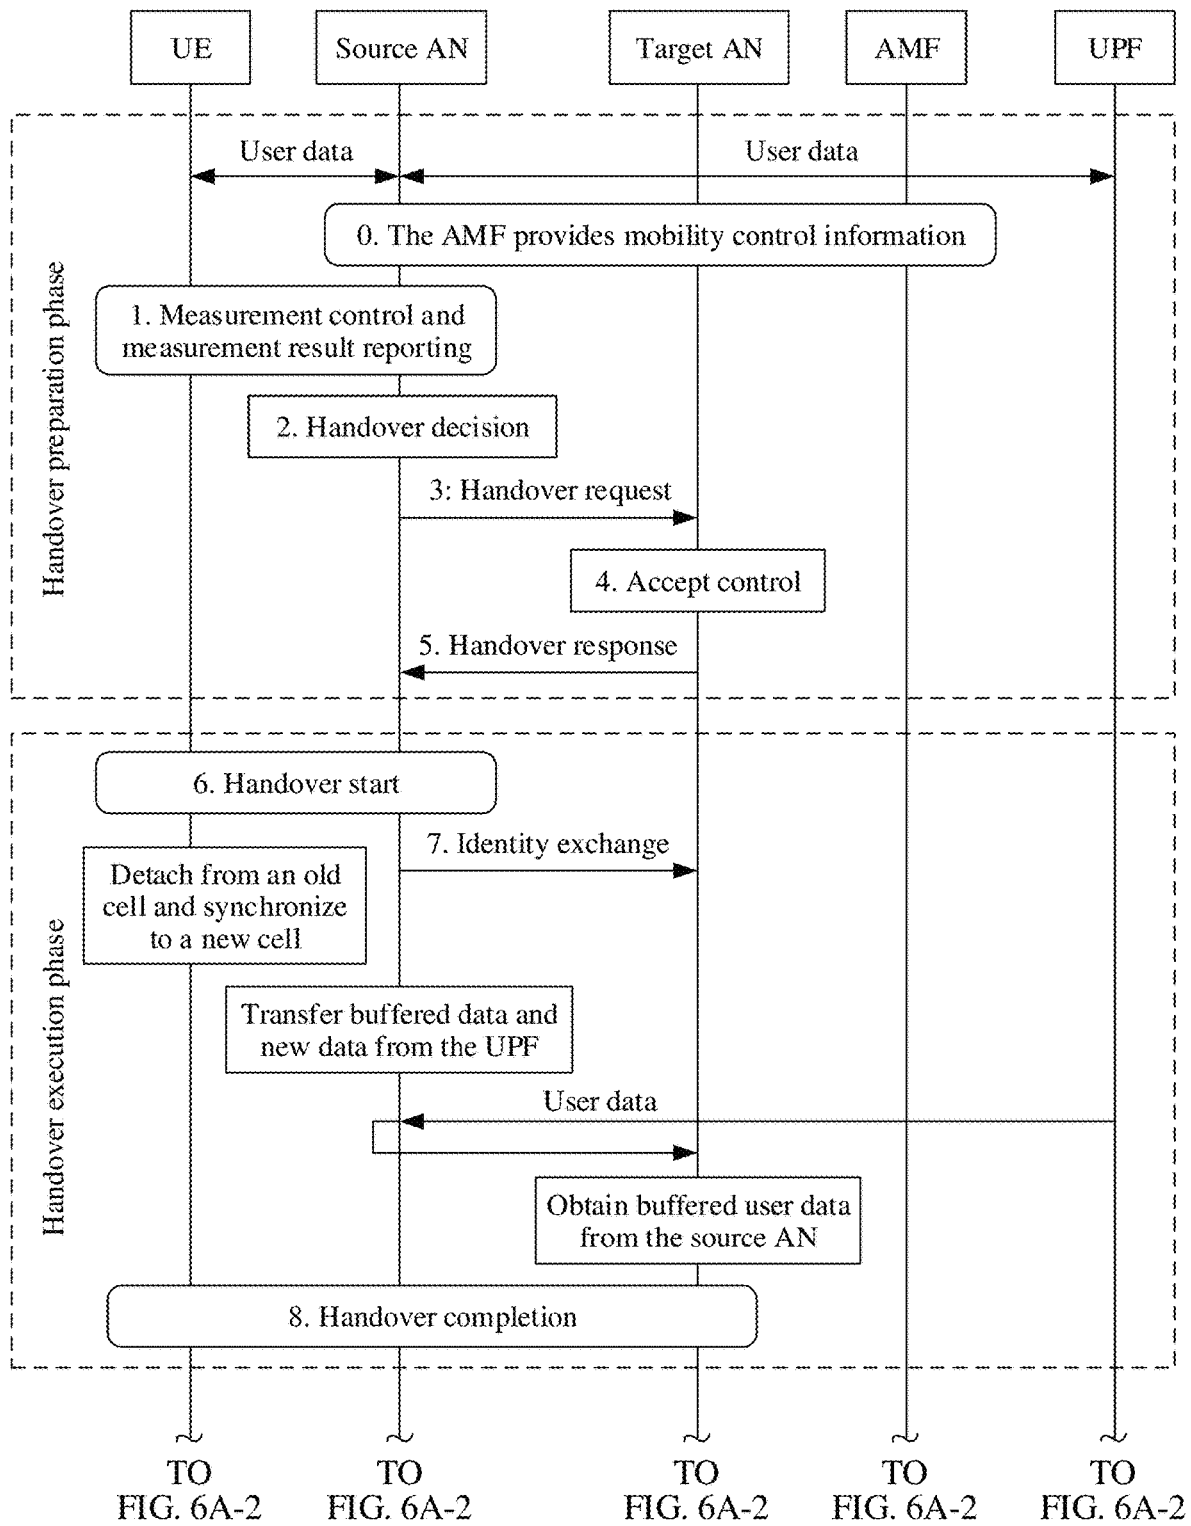 UE
Source AN
Target AN
AMF
UPF
User data
User data
0. The AMF provides mobility control information
Handover preparation phase
1. Measurement control and
measurement result reporting
2. Handover decision
3: Handover request
4. Accept control
5. Handover response
Handover execution phase
6. Handover start
7. Identity exchange
Detach from an old
cell and synchronize
to a new cell
Transfer buffered data and
new data from the UPF
User data
Obtain buffered user data
from the source AN
8. Handover completion
TO
FIG. 6A-2
TO
FIG. 6A-2
TO
FIG. 6A-2
TO
FIG. 6A-2
TO
FIG. 6A-2